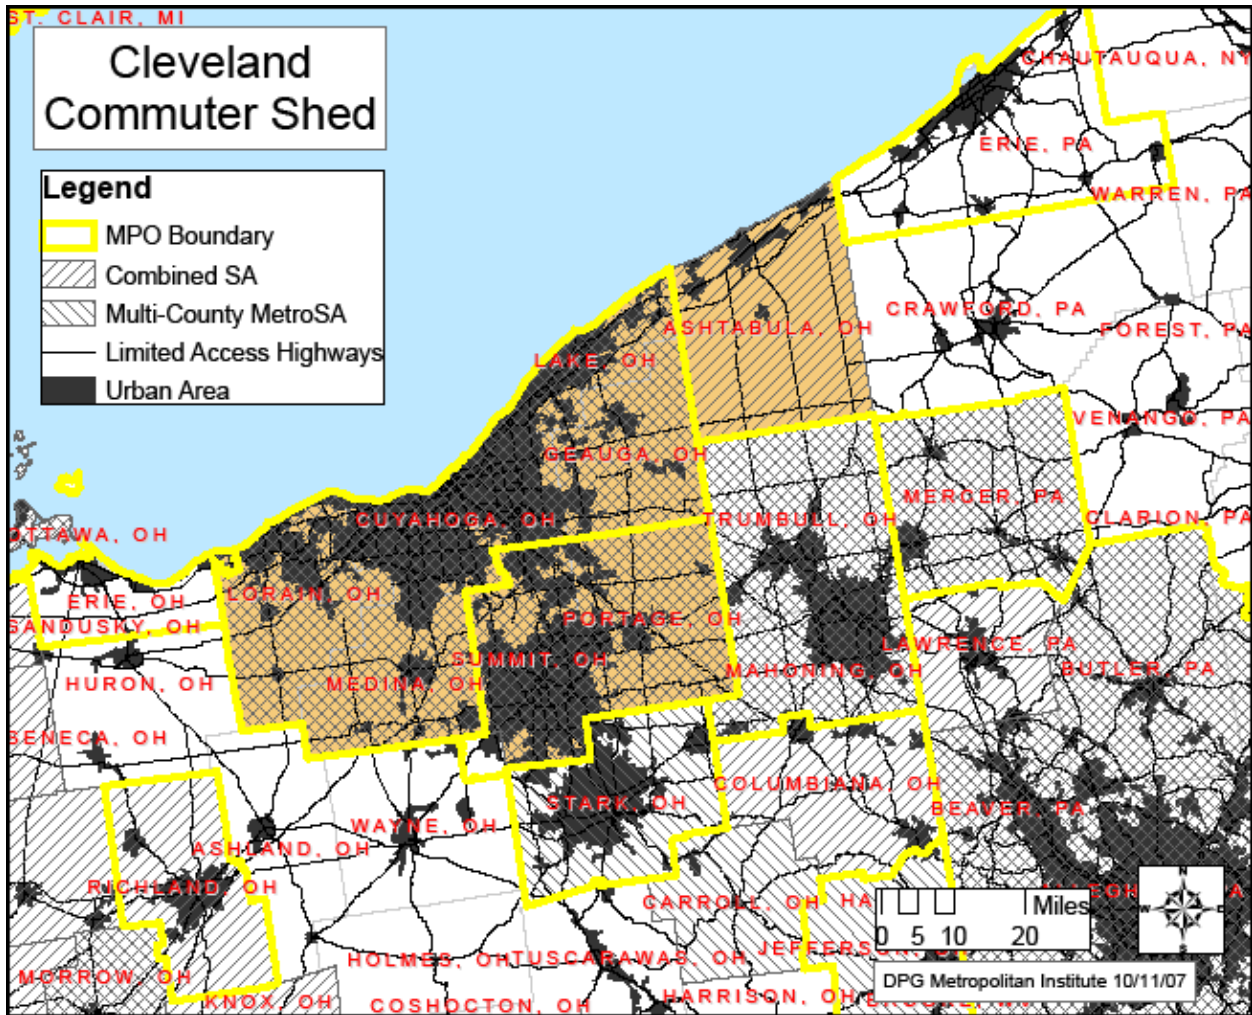 ST. CLAIR, MI
Cleveland
Commuter Shed
CHAUTAUQUA, NY
ERIE, PA
WARREN, PA
Legend
MPO Boundary
Combined SA
Multi-County MetroSA
Limited Access Highways
Urban Area
CRAWFORD, PA
FOREST, PA
ASHTABULA, OH
LAKE, OH
VENANGO, PA
GEAUGA, OH
MERCER, PA
CLARION, PA
CUYAHOGA, OH
TRUMBULL, OH
OTTAWA, OH
LORAIN, OH
ERIE, OH
SANDUSKY, OH
PORTAGE, OH
LAWRENCE, PA
SUMMIT, OH
MAHONING, OH
BUTLER, PA
HURON, OH
MEDINA, OH
SENECA, OH
COLUMBIANA, OH
STARK, OH
BEAVER, PA
WAYNE, OH
ASHLAND, OH
RICHLAND, OH
CARROLL, OH
HA
ALLEGH
A
Miles
0 5 10 20
N
W E
S
JEFFERSON, O
HOLMES, OH
TUSCARAWAS, OH
MORROW, OH
KNOX, OH
COSHOCTON, OH
HARRISON, OH
DPG Metropolitan Institute 10/11/07